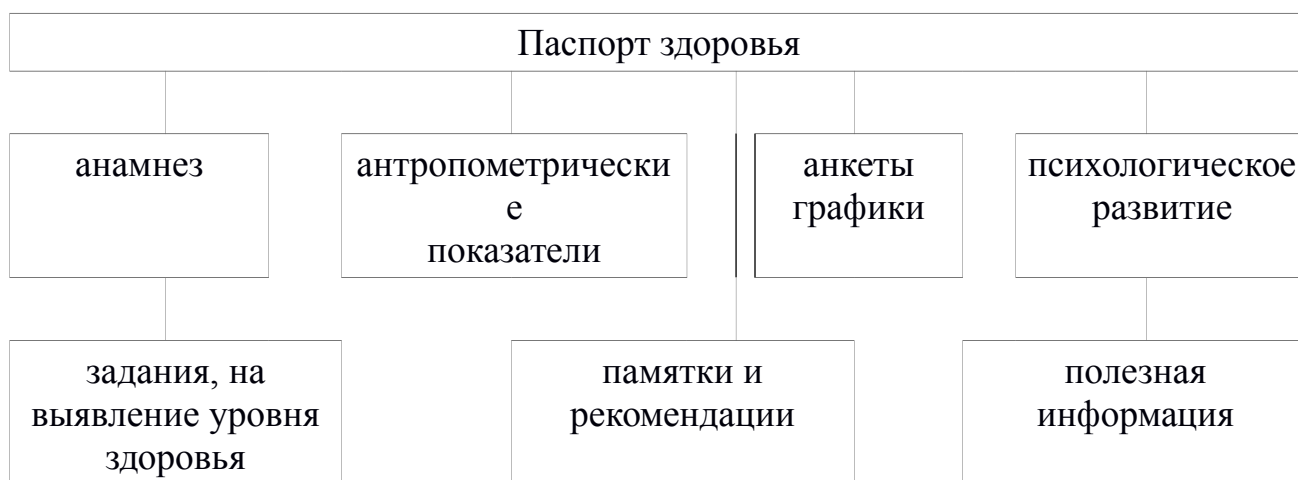 Паспорт здоровья
анамнез
антропометрически
е
показатели
анкеты
графики
психологическое
развитие
задания, на
выявление уровня
здоровья
памятки и
рекомендации
полезная
информация